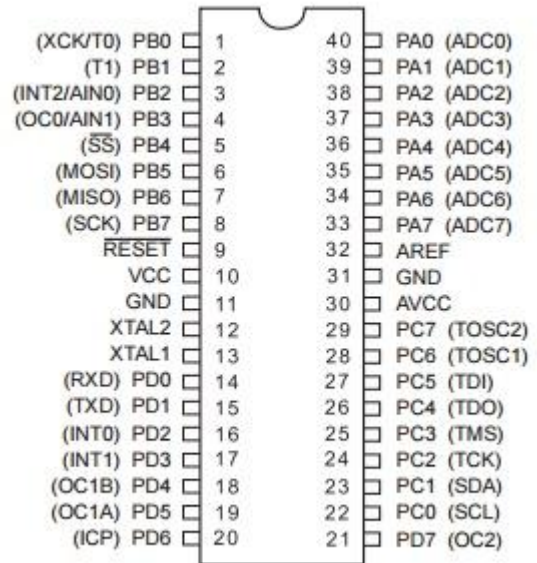 (XCK/T0) PB0 1 40 PA0 (ADC0)
(T1) PB1 2 39 PA1 (ADC1)
(INT2/AIN0) PB2 3 38 PA2 (ADC2)
(OC0/AIN1) PB3 4 37 PA3 (ADC3)
(S̅S̅) PB4 5 36 PA4 (ADC4)
(MOSI) PB5 6 35 PA5 (ADC5)
(MISO) PB6 7 34 PA6 (ADC6)
(SCK) PB7 8 33 PA7 (ADC7)
R̅E̅S̅E̅T̅ 9 32 AREF
VCC 10 31 GND
GND 11 30 AVCC
XTAL2 12 29 PC7 (TOSC2)
XTAL1 13 28 PC6 (TOSC1)
(RXD) PD0 14 27 PC5 (TDI)
(TXD) PD1 15 26 PC4 (TDO)
(INT0) PD2 16 25 PC3 (TMS)
(INT1) PD3 17 24 PC2 (TCK)
(OC1B) PD4 18 23 PC1 (SDA)
(OC1A) PD5 19 22 PC0 (SCL)
(ICP) PD6 20 21 PD7 (OC2)